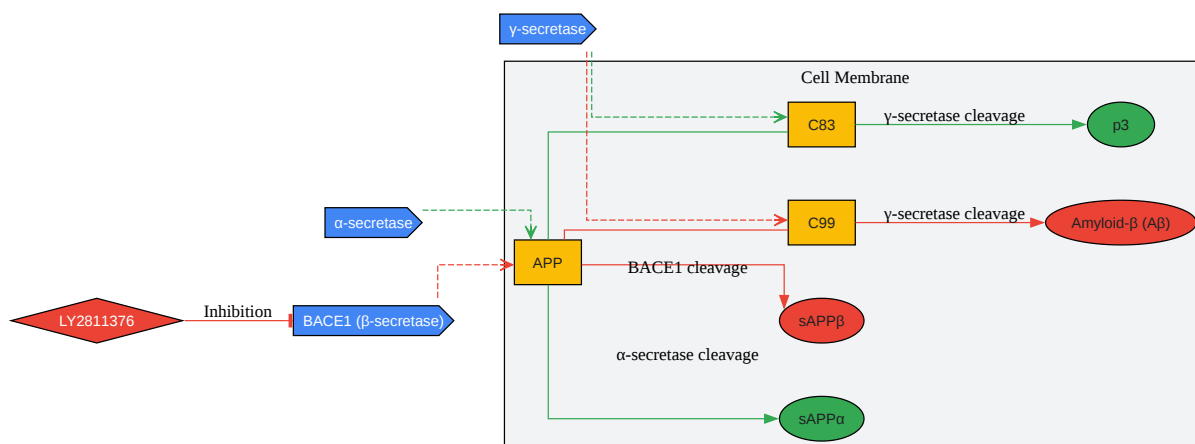 γ-secretase
Cell Membrane
C83
γ-secretase cleavage
p3
α-secretase
C99
γ-secretase cleavage
Amyloid-β (Aβ)
APP
BACE1 cleavage
LY2811376
Inhibition
BACE1 (β-secretase)
sAPPβ
α-secretase cleavage
sAPPα